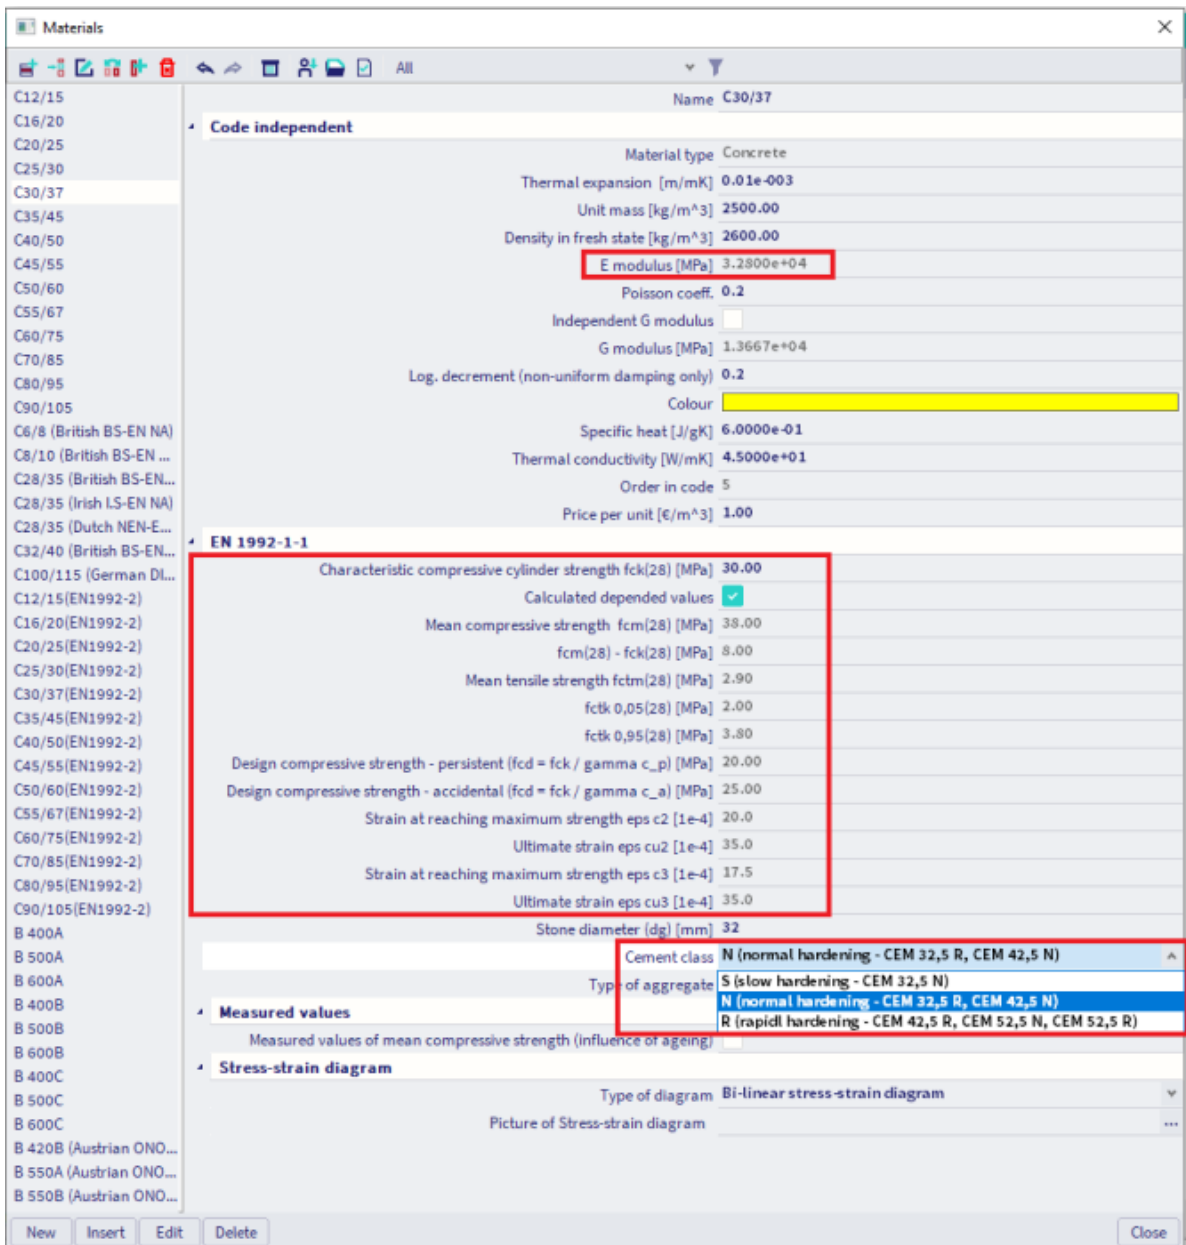 Materials
All
C12/15
C16/20
C20/25
C25/30
C30/37
C35/45
C40/50
C45/55
C50/60
C55/67
C60/75
C70/85
C80/95
C90/105
C6/8 (British BS-EN NA)
C8/10 (British BS-EN ...
C28/35 (British BS-EN...
C28/35 (Irish I.S-EN NA)
C28/35 (Dutch NEN-E...
C32/40 (British BS-EN...
C100/115 (German DI...
C12/15(EN1992-2)
C16/20(EN1992-2)
C20/25(EN1992-2)
C25/30(EN1992-2)
C30/37(EN1992-2)
C35/45(EN1992-2)
C40/50(EN1992-2)
C45/55(EN1992-2)
C50/60(EN1992-2)
C55/67(EN1992-2)
C60/75(EN1992-2)
C70/85(EN1992-2)
C80/95(EN1992-2)
C90/105(EN1992-2)
B 400A
B 500A
B 600A
B 400B
B 500B
B 600B
B 400C
B 500C
B 600C
B 420B (Austrian ONO...
B 550A (Austrian ONO...
B 550B (Austrian ONO...
Name C30/37
Code independent
Material type Concrete
Thermal expansion [m/mK] 0.01e-003
Unit mass [kg/m^3] 2500.00
Density in fresh state [kg/m^3] 2600.00
E modulus [MPa] 3.2800e+04
Poisson coeff. 0.2
Independent G modulus
G modulus [MPa] 1.3667e+04
Log. decrement (non-uniform damping only) 0.2
Colour
Specific heat [J/gK] 6.0000e-01
Thermal conductivity [W/mK] 4.5000e+01
Order in code 5
Price per unit [€/m^3] 1.00
EN 1992-1-1
Characteristic compressive cylinder strength fck(28) [MPa] 30.00
Calculated depended values
Mean compressive strength fcm(28) [MPa] 38.00
fcm(28) - fck(28) [MPa] 8.00
Mean tensile strength fctm(28) [MPa] 2.90
fctk 0,05(28) [MPa] 2.00
fctk 0,95(28) [MPa] 3.80
Design compressive strength - persistent (fcd = fck / gamma c_p) [MPa] 20.00
Design compressive strength - accidental (fcd = fck / gamma c_a) [MPa] 25.00
Strain at reaching maximum strength eps c2 [1e-4] 20.0
Ultimate strain eps cu2 [1e-4] 35.0
Strain at reaching maximum strength eps c3 [1e-4] 17.5
Ultimate strain eps cu3 [1e-4] 35.0
Stone diameter (dg) [mm] 32
Cement class N (normal hardening - CEM 32,5 R, CEM 42,5 N)
Type of aggregate S (slow hardening - CEM 32,5 N)
N (normal hardening - CEM 32,5 R, CEM 42,5 N)
R (rapidl hardening - CEM 42,5 R, CEM 52,5 N, CEM 52,5 R)
Measured values
Measured values of mean compressive strength (influence of ageing)
Stress-strain diagram
Type of diagram Bi-linear stress-strain diagram
Picture of Stress-strain diagram ...
New Insert Edit Delete Close